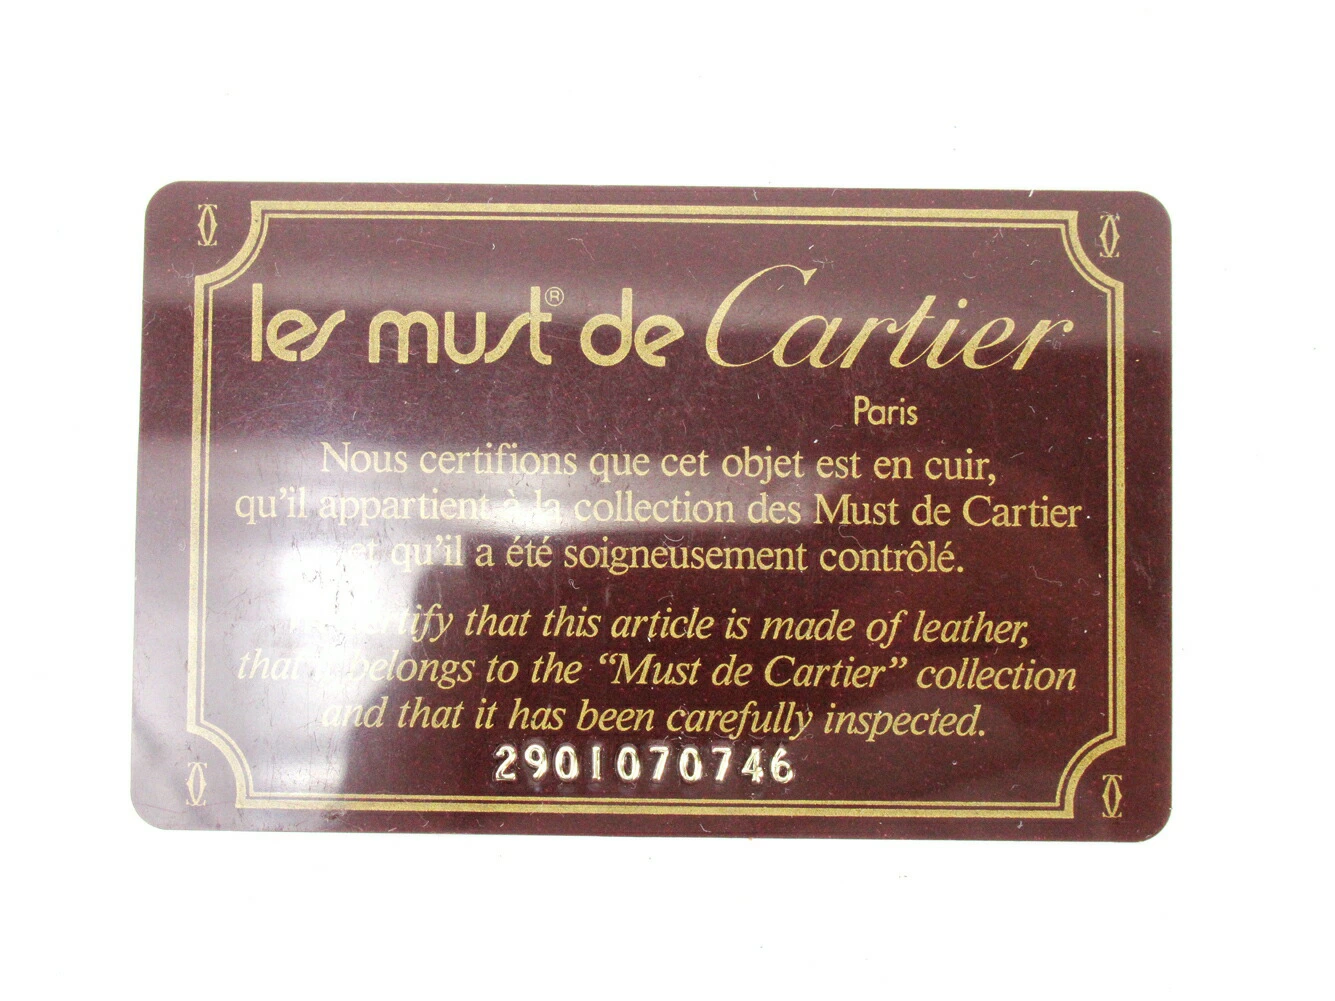 les must® de Cartier
Paris
Nous certifions que cet objet est en cuir,
qu'il appartient à la collection des Must de Cartier
et qu'il a été soigneusement contrôlé.
certify that this article is made of leather,
that it belongs to the “Must de Cartier” collection
and that it has been carefully inspected.
2901070746